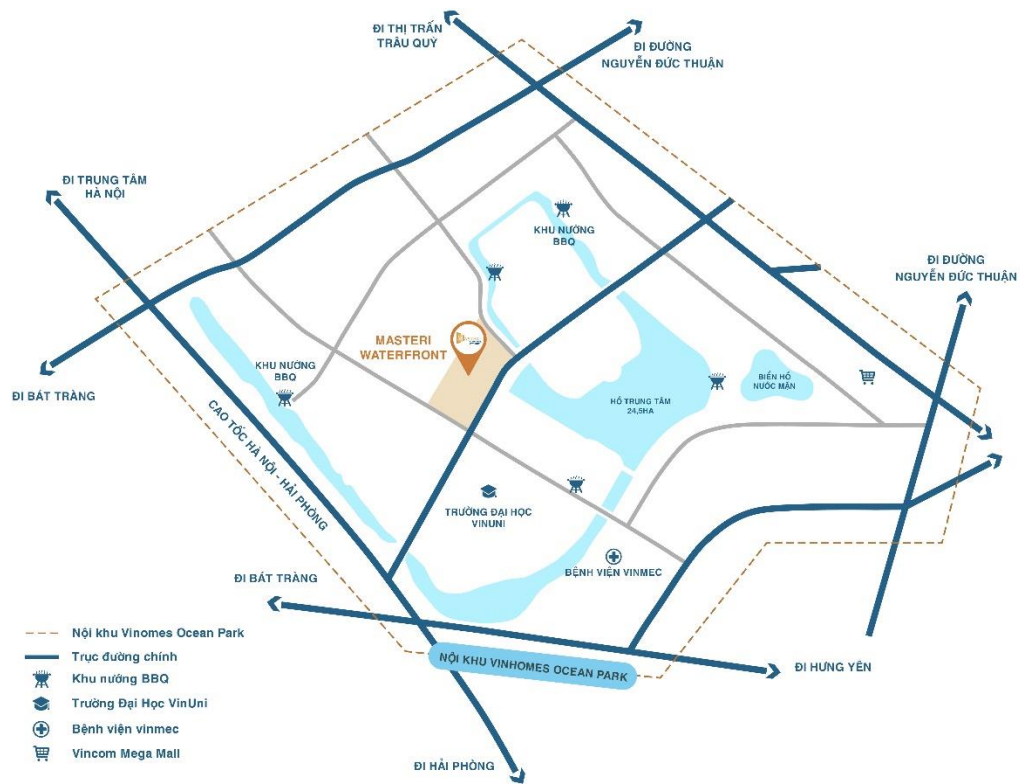 ĐI THỊ TRẤN
TRÂU QUỲ
ĐI ĐƯỜNG
NGUYỄN ĐỨC THUẬN
ĐI TRUNG TÂM
HÀ NỘI
KHU NƯỚNG
BBQ
ĐI ĐƯỜNG
NGUYỄN ĐỨC THUẬN
MASTERI
WATERFRONT
KHU NƯỚNG
BBQ
BIỂN HỒ
NƯỚC MẶN
ĐI BÁT TRÀNG
HỒ TRUNG TÂM
24,5HA
CAO TỐC HÀ NỘI - HẢI PHÒNG
TRƯỜNG ĐẠI HỌC
VINUNI
BỆNH VIỆN VINMEC
ĐI BÁT TRÀNG
NỘI KHU VINHOMES OCEAN PARK
ĐI HƯNG YÊN
Nội khu Vinomes Ocean Park
Trục đường chính
Khu nướng BBQ
Trường Đại Học VinUni
Bệnh viện vinmec
Vincom Mega Mall
ĐI HẢI PHÒNG